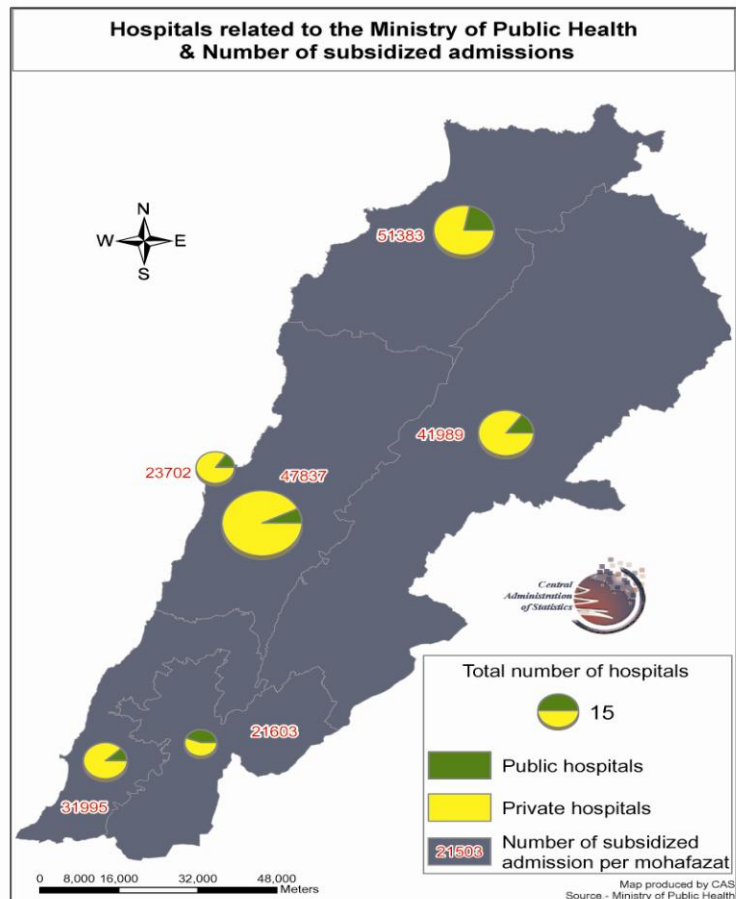 Hospitals related to the Ministry of Public Health
& Number of subsidized admissions
N
W E
S
51383
41989
23702
47837
Central
Administration
of Statistics
Total number of hospitals
15
21603
Public hospitals
31995
Private hospitals
21503
Number of subsidized
admission per mohafazat
0 8,000 16,000 32,000 48,000
Meters
Map produced by CAS
Source - Ministry of Public Health